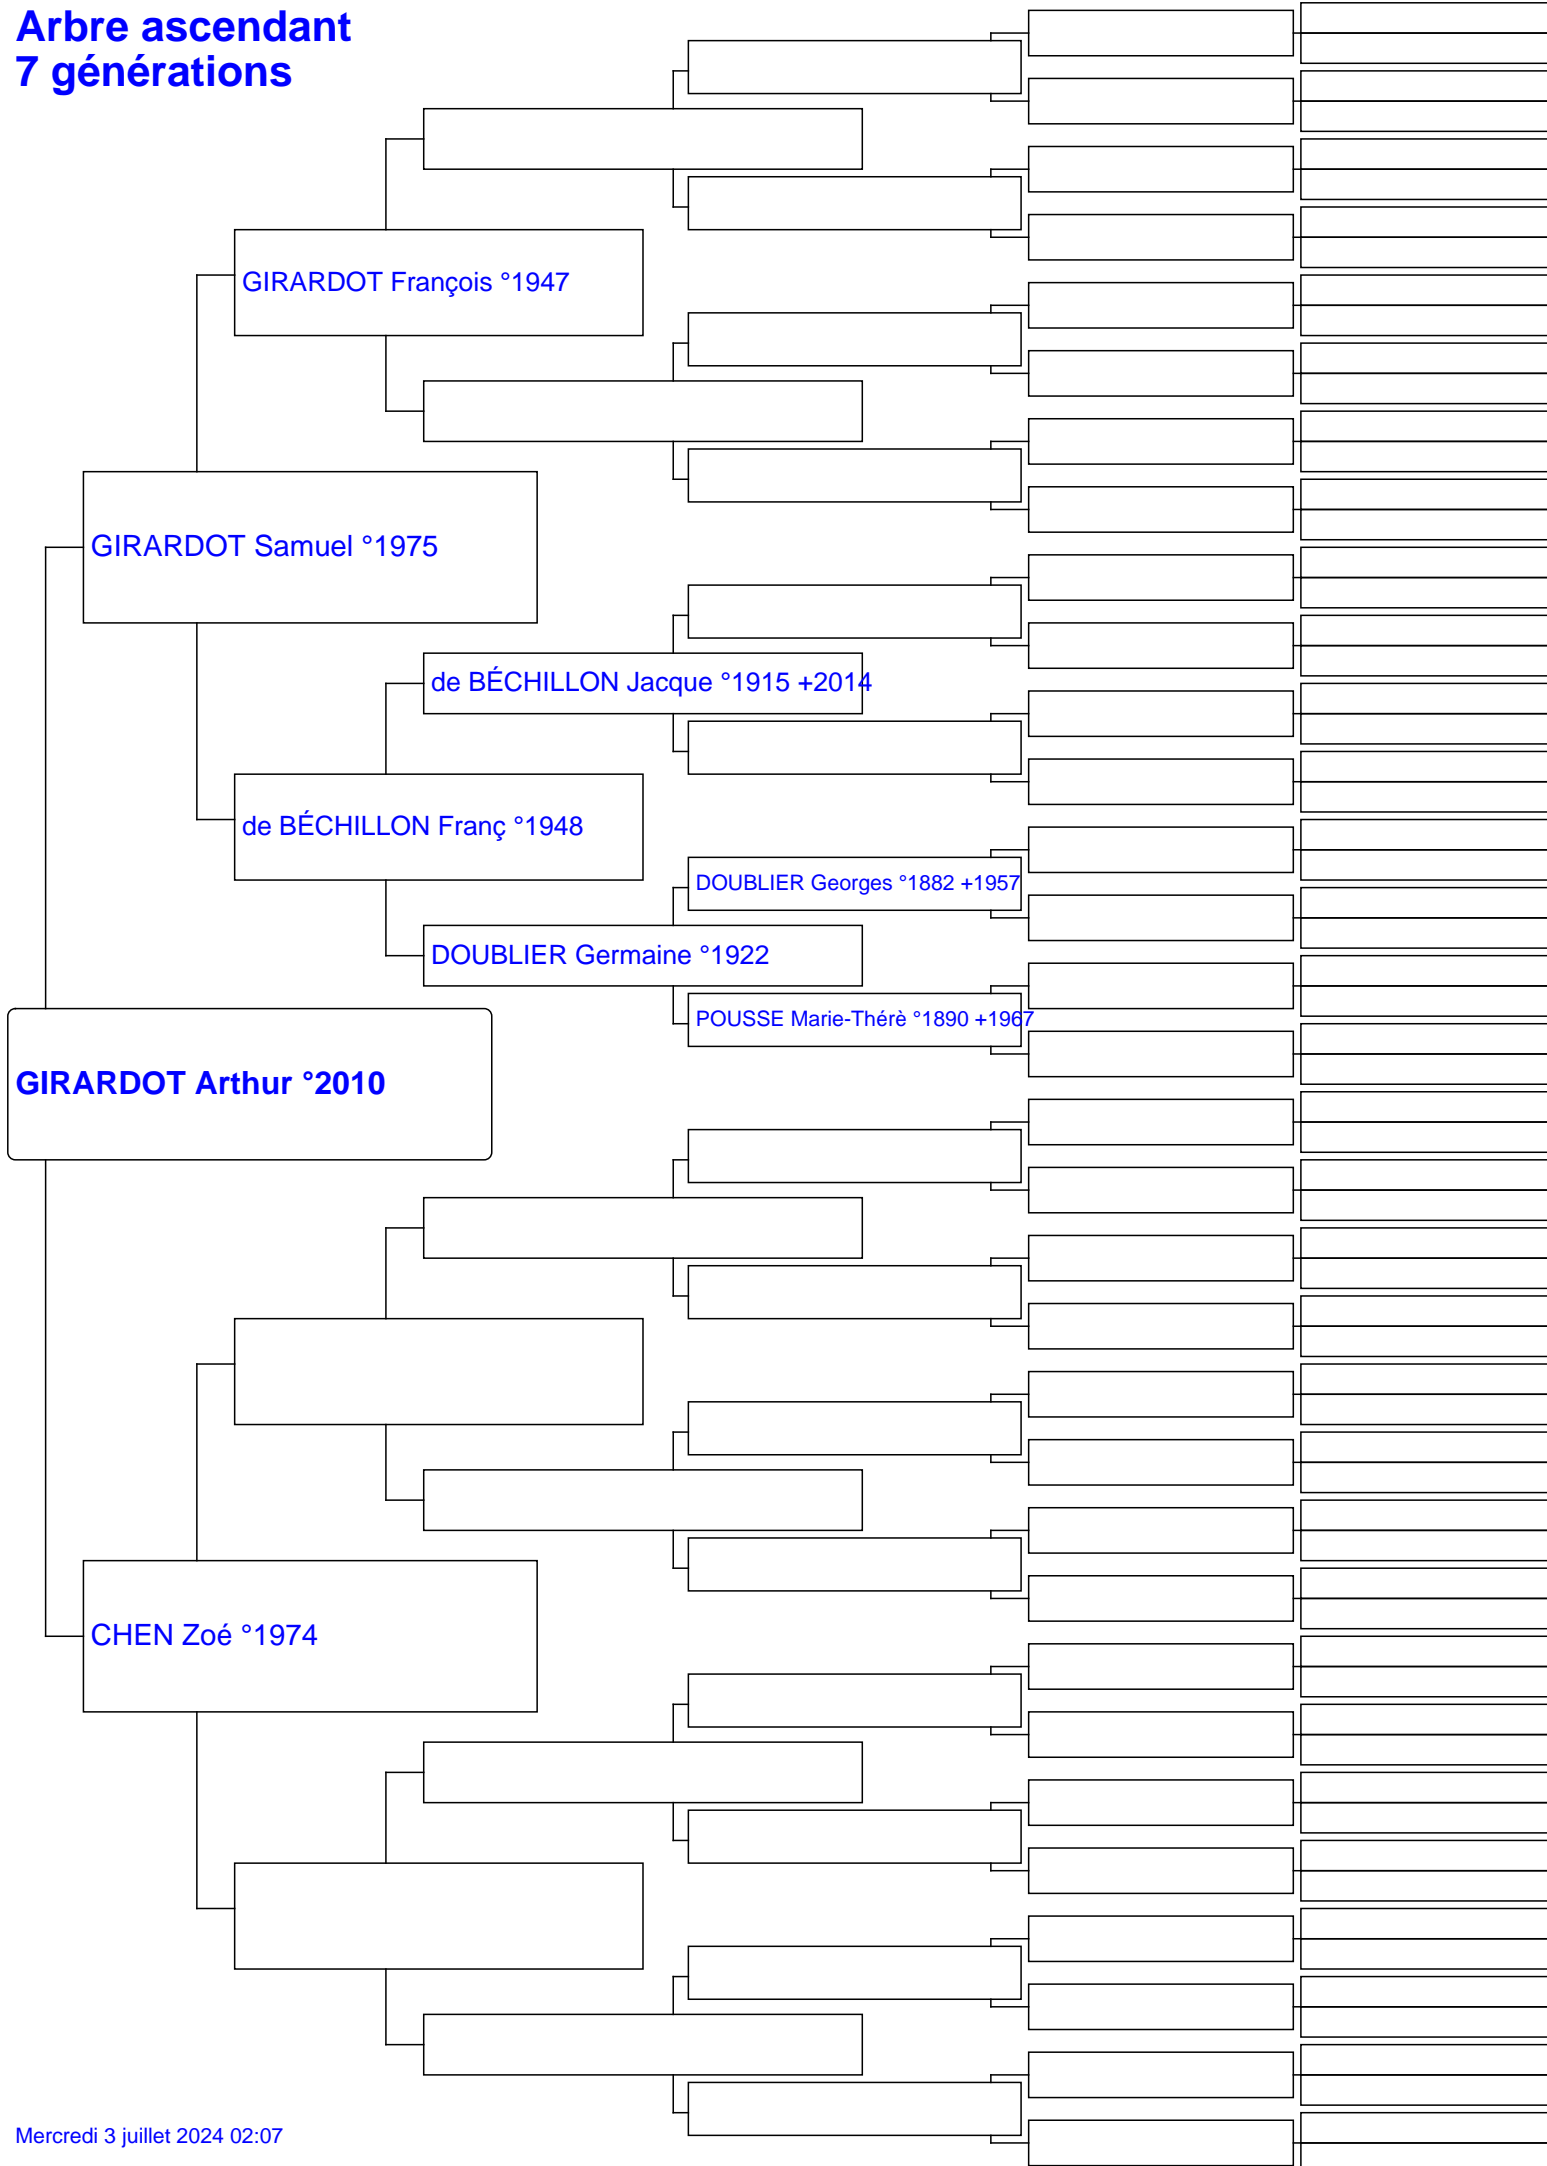 Arbre ascendant
7 générations
GIRARDOT François °1947
GIRARDOT Samuel °1975
de BÉCHILLON Jacque °1915 +2014
de BÉCHILLON Franç °1948
DOUBLIER Georges °1882 +1957
DOUBLIER Germaine °1922
POUSSE Marie-Thérè °1890 +1967
GIRARDOT Arthur °2010
CHEN Zoé °1974
Mercredi 3 juillet 2024 02:07